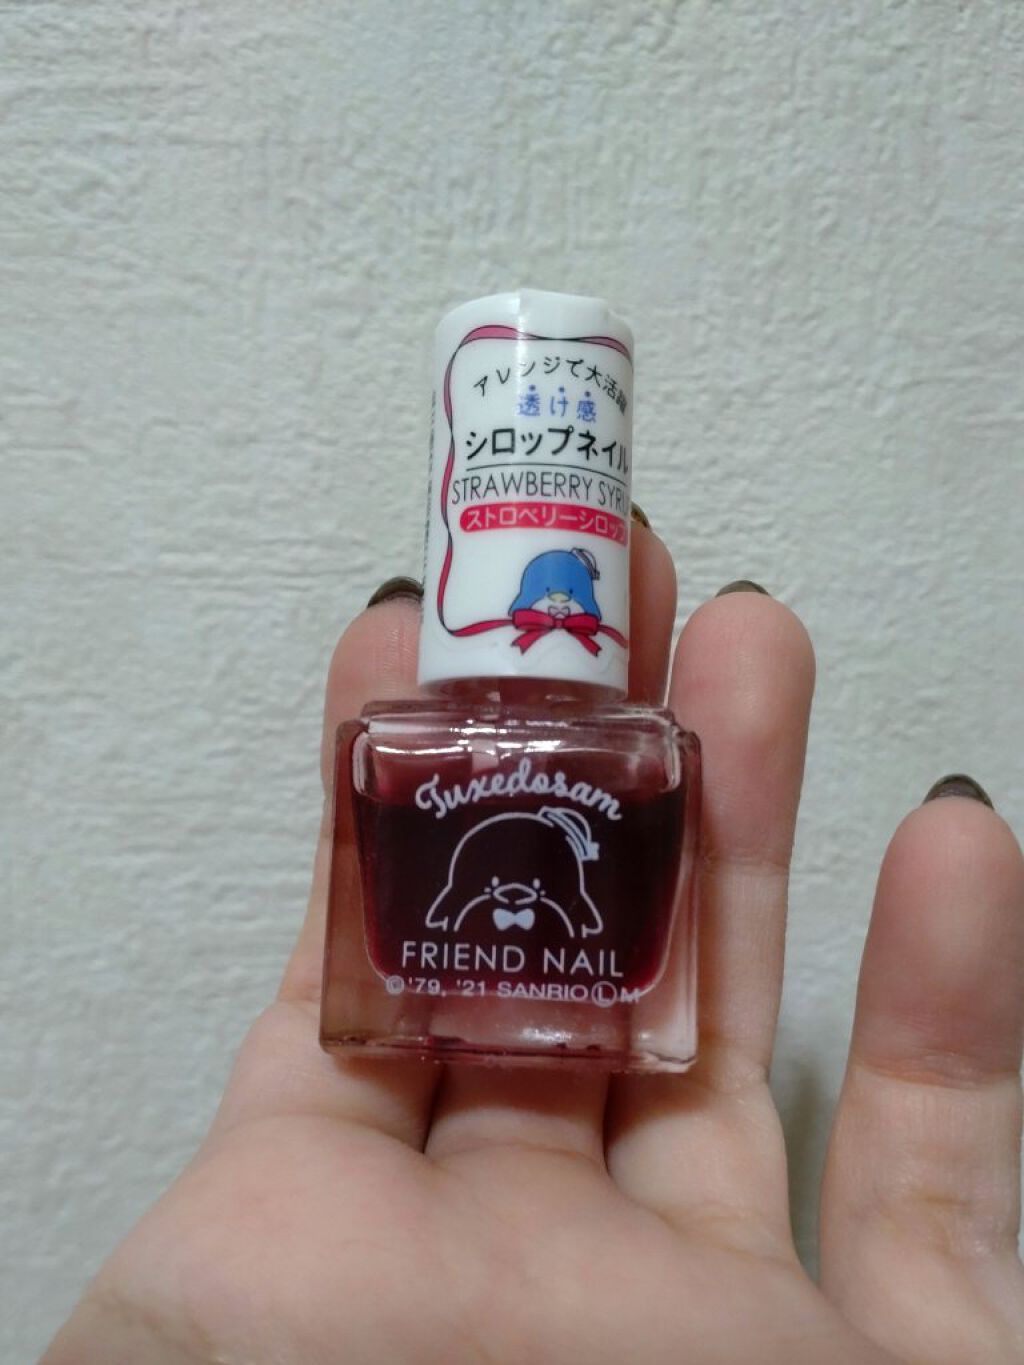 アレンジで大活躍
透け感
シロップネイル
STRAWBERRY SYRU
ストロベリーシロップ
Tuxedosam
FRIEND NAIL
©'79, '21 SANRIO Ⓛ M